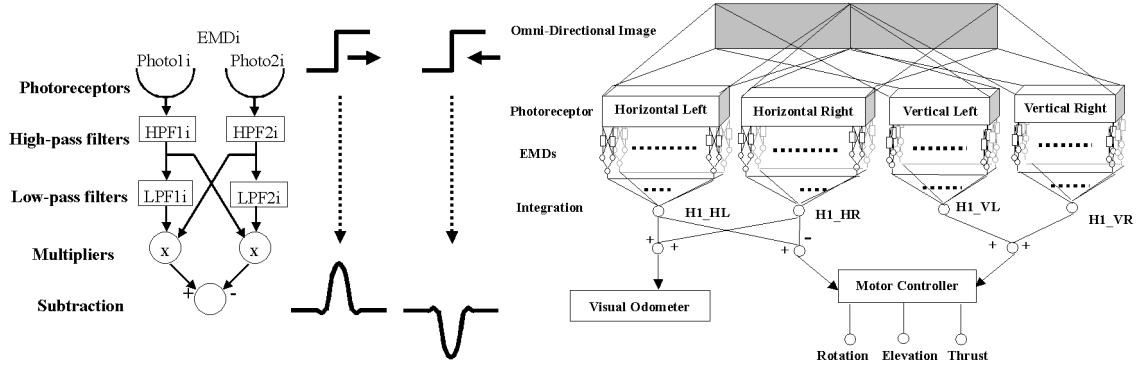 EMDi
Photo1i Photo2i
Photoreceptors
High-pass filters
HPF1i HPF2i
Low-pass filters
LPF1i LPF2i
x x
Multipliers
Subtraction
+ -
Omni-Directional Image
Photoreceptor
Horizontal Left
Horizontal Right
Vertical Left
Vertical Right
EMDs
Integration
H1_HL
H1_HR
H1_VL
H1_VR
+ + + - + +
Visual Odometer
Motor Controller
Rotation Elevation Thrust